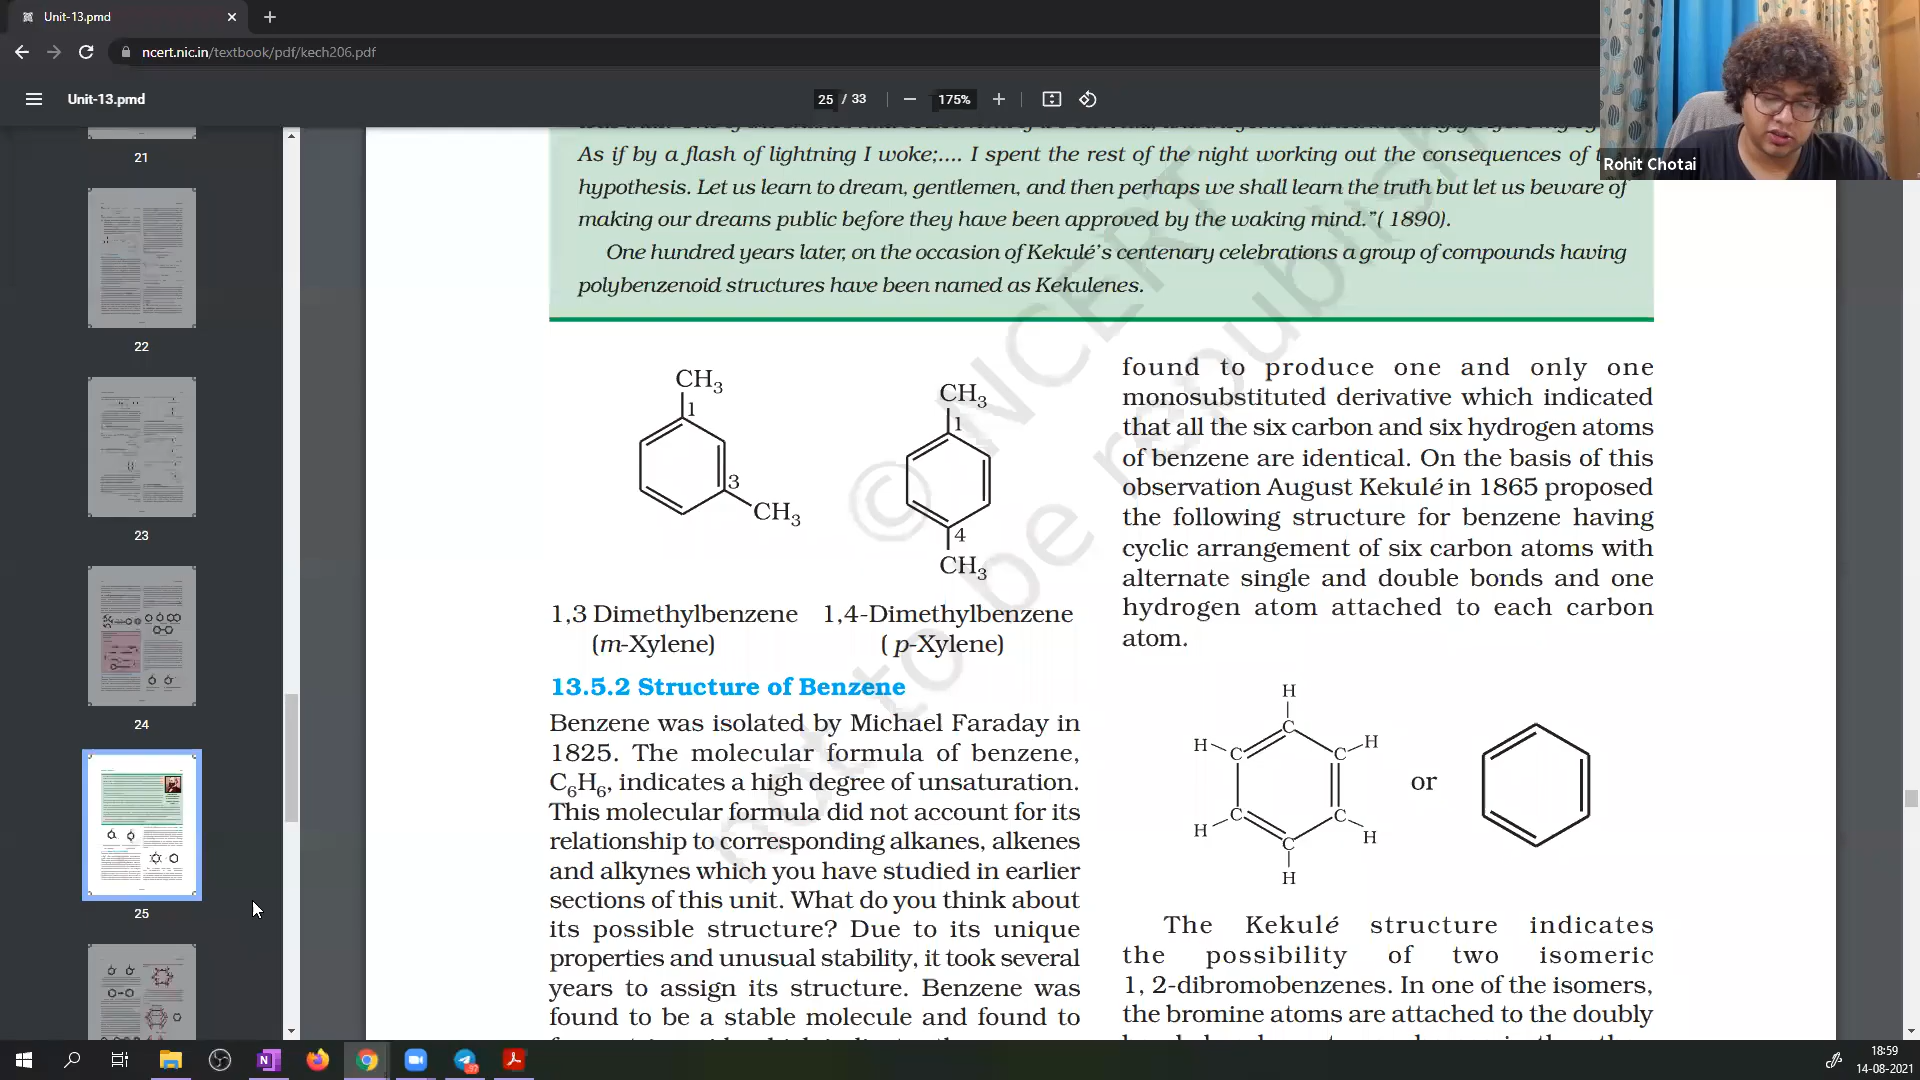 Unit-13.pmd
ncert.nic.in/textbook/pdf/kech206.pdf
Unit-13.pmd
25 / 33
175%
Rohit Chotai
21
22
23
24
25
As if by a flash of lightning I woke;.... I spent the rest of the night working out the consequences of
hypothesis. Let us learn to dream, gentlemen, and then perhaps we shall learn the truth but let us beware of
making our dreams public before they have been approved by the waking mind.”( 1890).
One hundred years later, on the occasion of Kekulé’s centenary celebrations a group of compounds having
polybenzenoid structures have been named as Kekulenes.
CH3
1
3
CH3
CH3
1
4
CH3
1,3 Dimethylbenzene 1,4-Dimethylbenzene
(m-Xylene) ( p-Xylene)
13.5.2 Structure of Benzene
Benzene was isolated by Michael Faraday in
1825. The molecular formula of benzene,
C6H6, indicates a high degree of unsaturation.
This molecular formula did not account for its
relationship to corresponding alkanes, alkenes
and alkynes which you have studied in earlier
sections of this unit. What do you think about
its possible structure? Due to its unique
properties and unusual stability, it took several
years to assign its structure. Benzene was
found to be a stable molecule and found to
found to produce one and only one
monosubstituted derivative which indicated
that all the six carbon and six hydrogen atoms
of benzene are identical. On the basis of this
observation August Kekulé in 1865 proposed
the following structure for benzene having
cyclic arrangement of six carbon atoms with
alternate single and double bonds and one
hydrogen atom attached to each carbon
atom.
H
C
H C C H
or
H C C H
C
H
The Kekulé structure indicates
the possibility of two isomeric
1, 2-dibromobenzenes. In one of the isomers,
the bromine atoms are attached to the doubly
© NCERT
not to be republish
18:59
14-08-2021